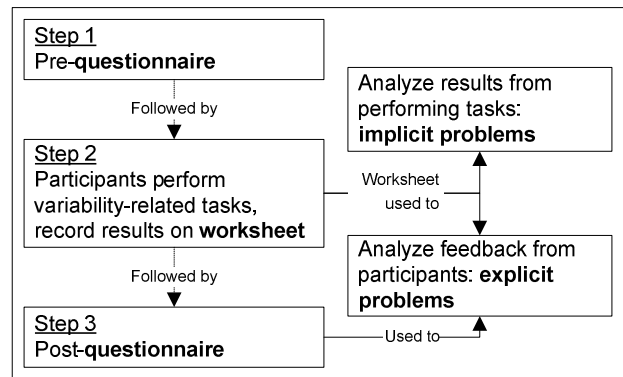 Step 1
Pre-questionnaire
Followed by
Step 2
Participants perform
variability-related tasks,
record results on worksheet
Followed by
Step 3
Post-questionnaire
Analyze results from
performing tasks:
implicit problems
Worksheet
used to
Analyze feedback from
participants: explicit
problems
Used to